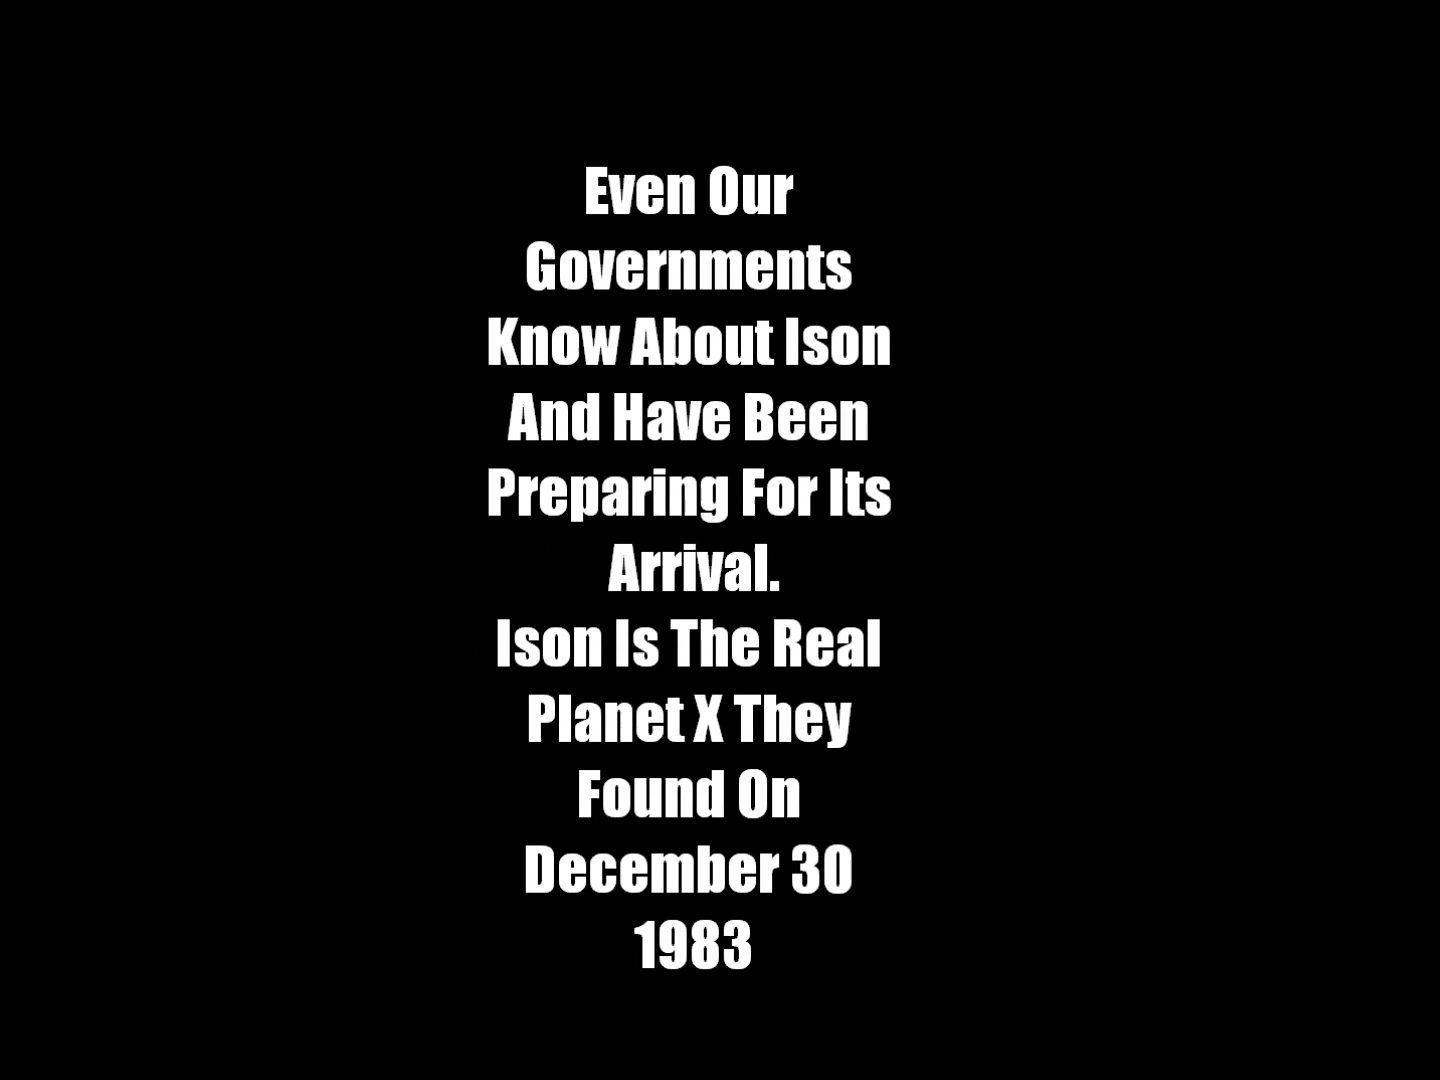 Even Our
Governments
Know About Ison
And Have Been
Preparing For Its
Arrival.
Ison Is The Real
Planet X They
Found On
December 30
1983